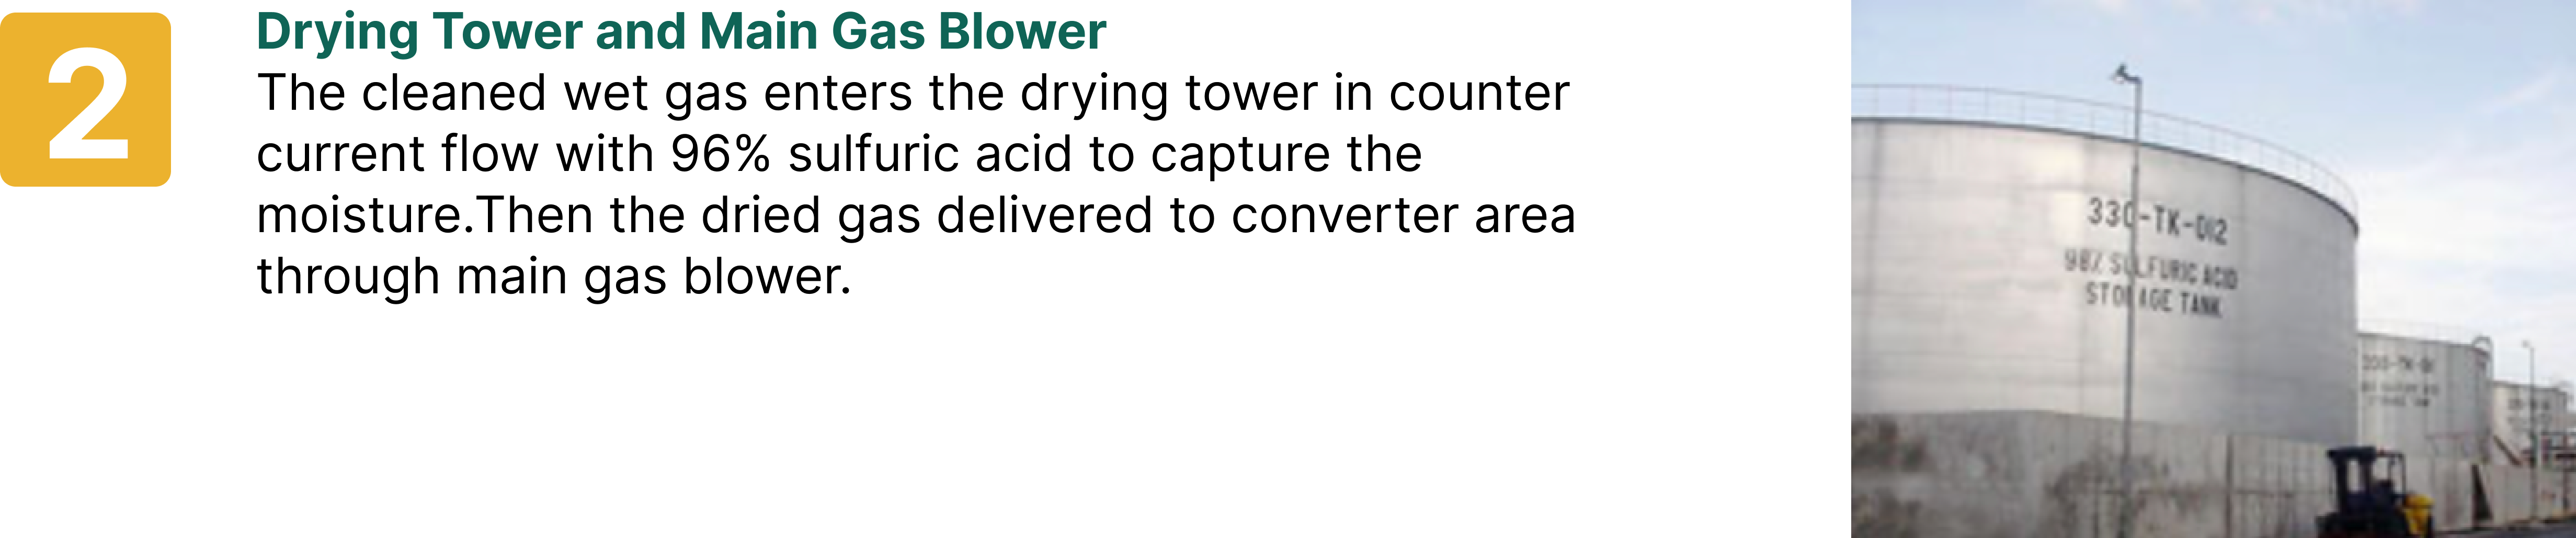 2
Drying Tower and Main Gas Blower
The cleaned wet gas enters the drying tower in counter
current flow with 96% sulfuric acid to capture the
moisture.Then the dried gas delivered to converter area
through main gas blower.
330-TK-012
98% SULFURIC ACID
STORAGE TANK